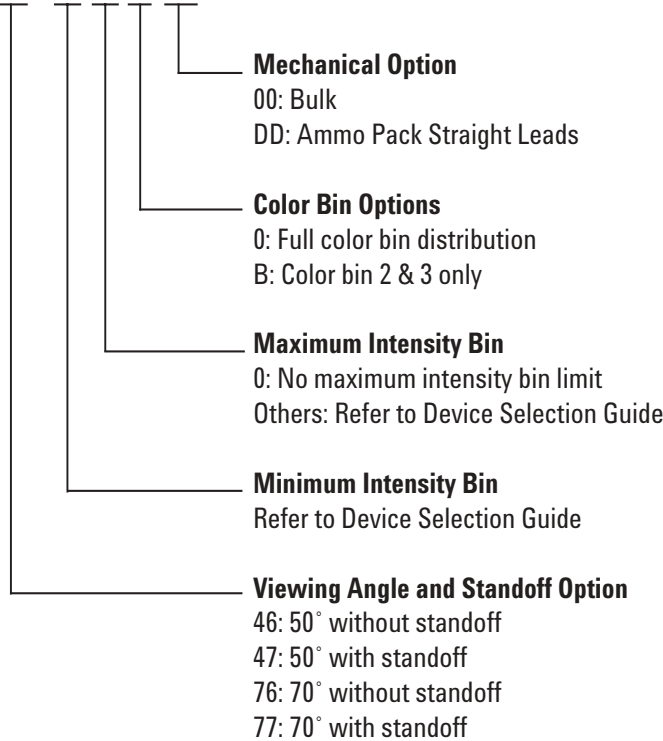 Mechanical Option
00: Bulk
DD: Ammo Pack Straight Leads
Color Bin Options
0: Full color bin distribution
B: Color bin 2 & 3 only
Maximum Intensity Bin
0: No maximum intensity bin limit
Others: Refer to Device Selection Guide
Minimum Intensity Bin
Refer to Device Selection Guide
Viewing Angle and Standoff Option
46: 50˚ without standoff
47: 50˚ with standoff
76: 70˚ without standoff
77: 70˚ with standoff